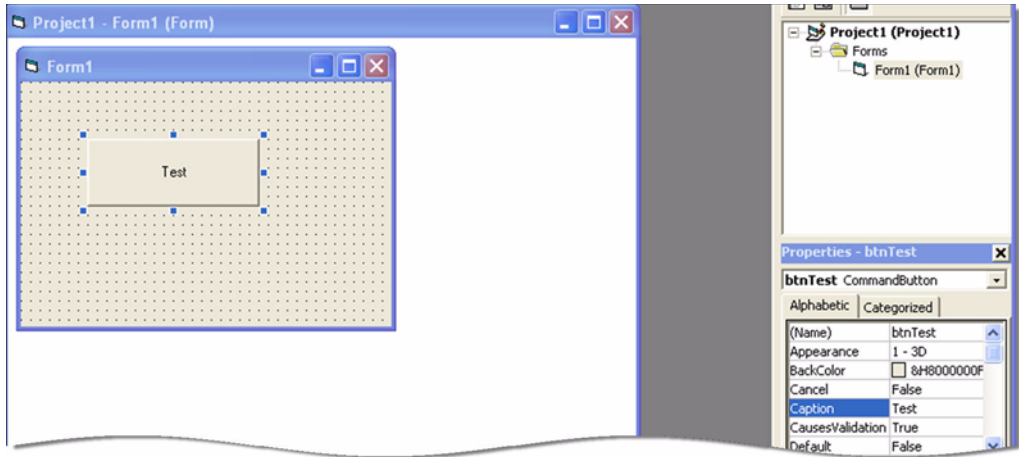 Project1 - Form1 (Form)
Form1
Test
Project1 (Project1)
Forms
Form1 (Form1)
Properties - btnTest
btnTest CommandButton
Alphabetic Categorized
(Name) btnTest
Appearance 1 - 3D
BackColor &H8000000F
Cancel False
Caption Test
CausesValidation True
Default False